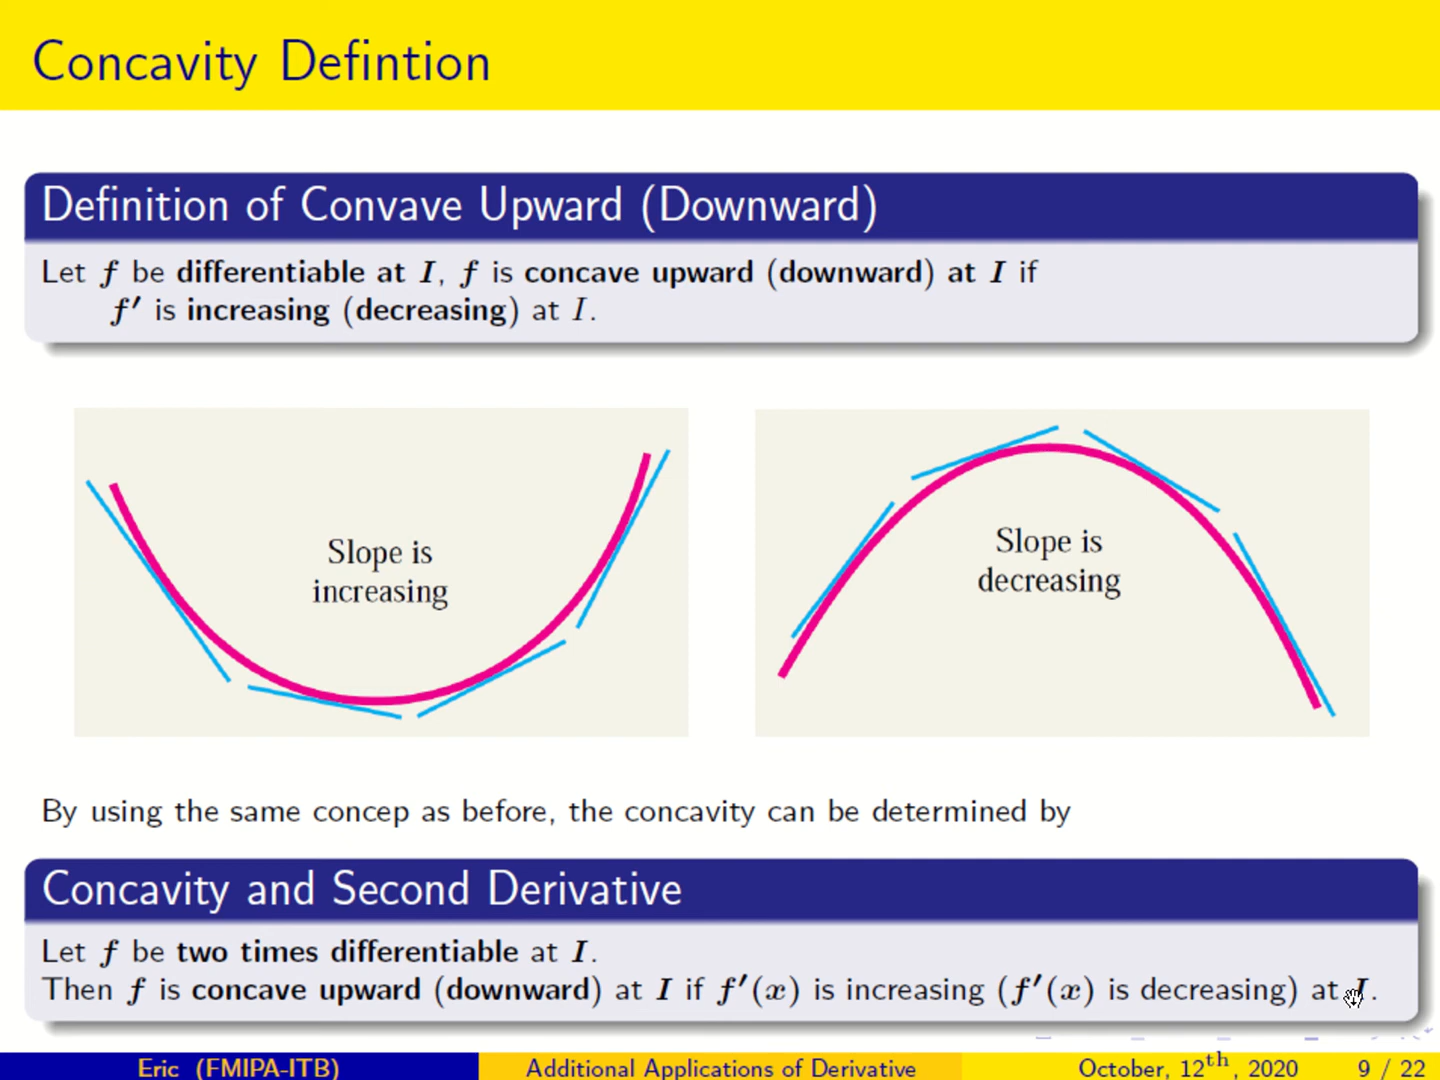 Concavity Defintion
Definition of Convave Upward (Downward)
Let f be differentiable at I, f is concave upward (downward) at I if
f′ is increasing (decreasing) at I.
Slope is
increasing
Slope is
decreasing
By using the same concep as before, the concavity can be determined by
Concavity and Second Derivative
Let f be two times differentiable at I.
Then f is concave upward (downward) at I if f′(x) is increasing (f′(x) is decreasing) at I.
Eric (FMIPA-ITB) Additional Applications of Derivative October, 12th, 2020 9 / 22